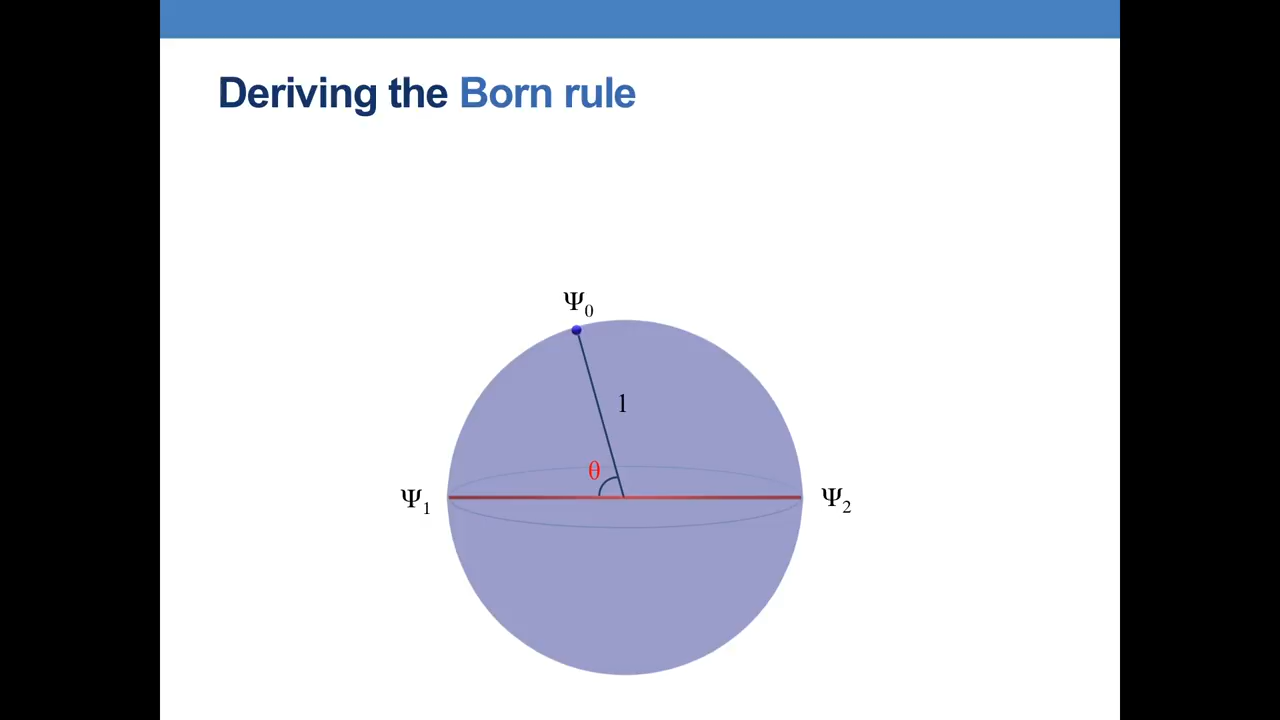 Deriving the Born rule
Ψ0
1
θ
Ψ1
Ψ2